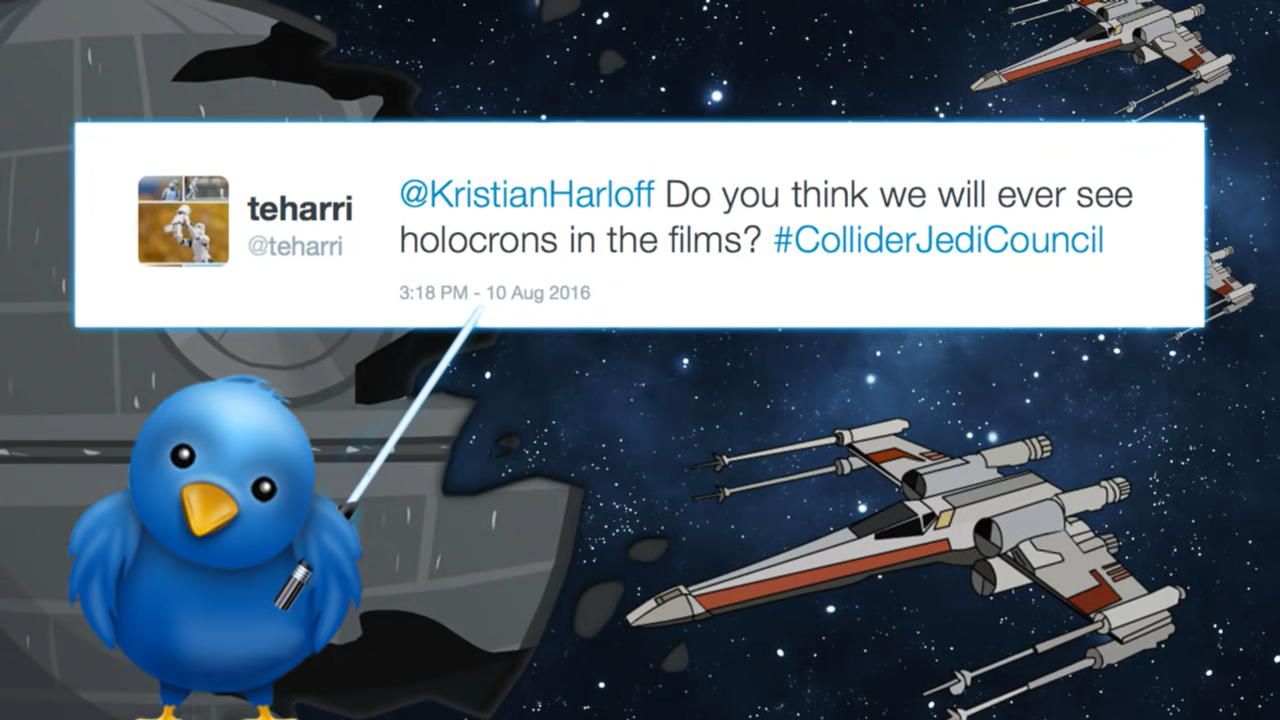 teharri
@teharri
@KristianHarloff Do you think we will ever see
holocrons in the films? #ColliderJediCouncil
3:18 PM - 10 Aug 2016